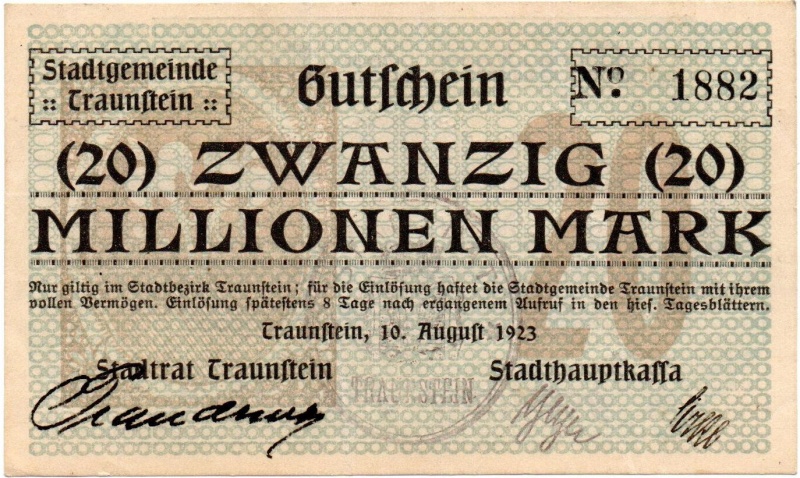 Stadtgemeinde
:: Traunstein ::
Gutschein
No. 1882
(20) ZWANZIG (20)
MILLIONEN MARK
Nur giltig im Stadtbezirk Traunstein; für die Einlösung haftet die Stadtgemeinde Traunstein mit ihrem
vollen Vermögen. Einlösung spätestens 8 Tage nach ergangenem Aufruf in den hies. Tagesblättern.
Traunstein, 10. August 1923
Stadtrat Traunstein
Stadthauptkassa
20
TRAUNSTEIN